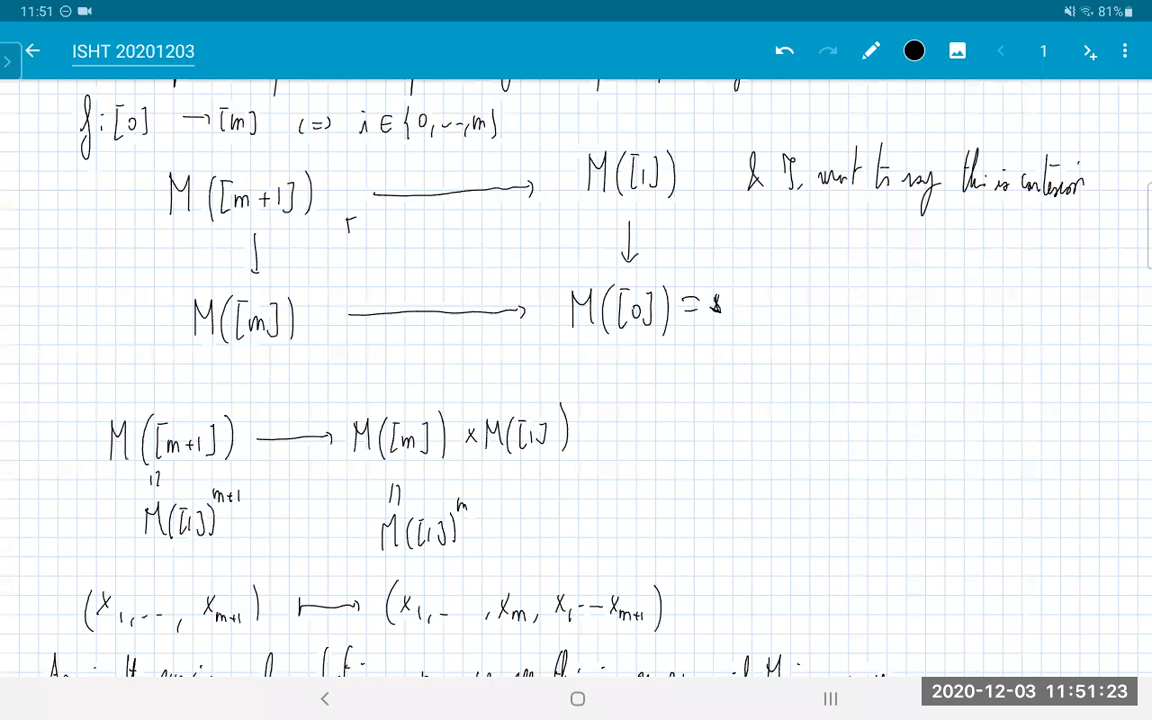 11:51 81%
ISHT 20201203 1
f : [0] → [m] (=) i ∈ {0, --, m}
M([m+1]) → M([1]) & I want to say this is cartesian
↓ ↓
M([m]) → M([0]) = *
M([m+1]) → M([m]) × M([1])
M([1])^{m+1} M([1])^m
(x_1, --, x_{m+1}) ↦ (x_1, -, x_m, x_1 --- x_{m+1})
2020-12-03 11:51:23